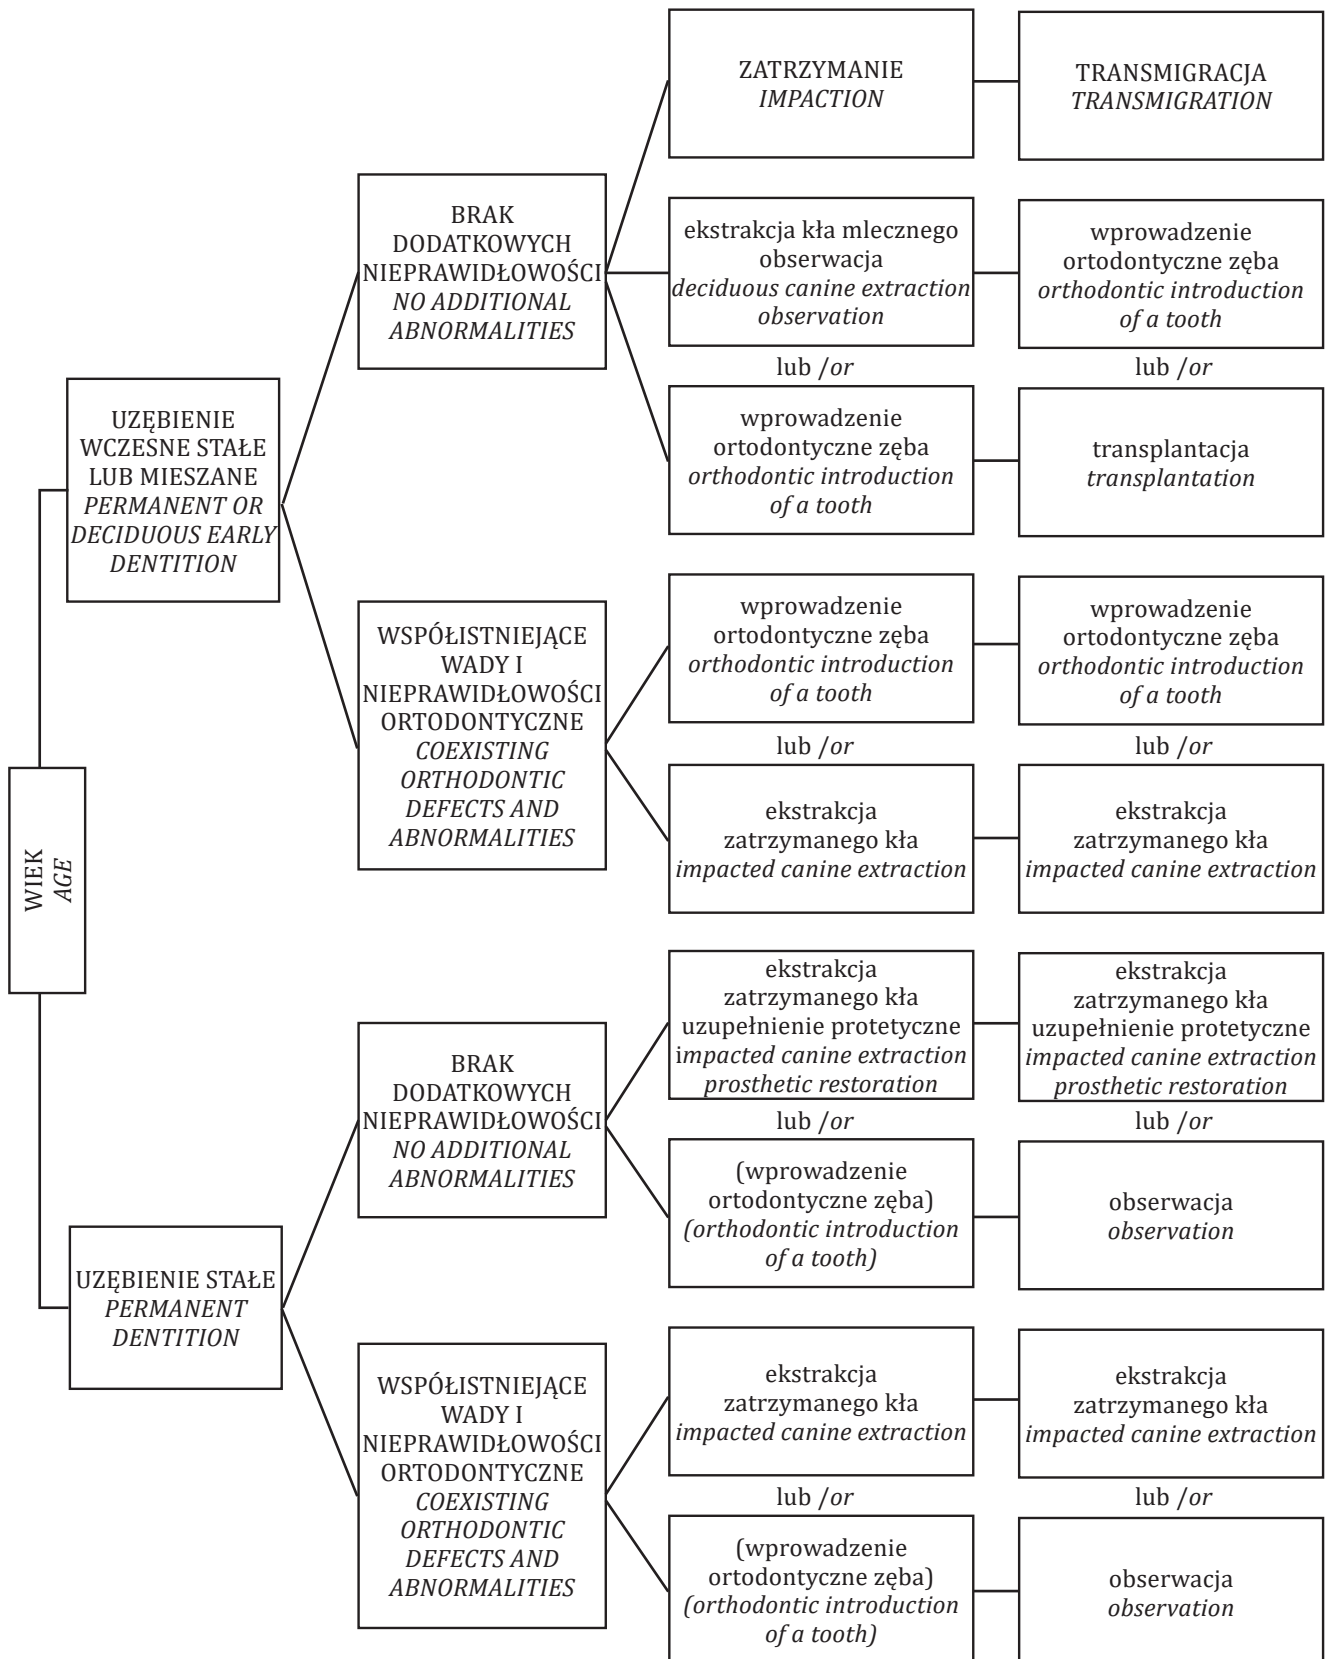 ZATRZYMANIE
IMPACTION
TRANSMIGRACJA
TRANSMIGRATION
BRAK
DODATKOWYCH
NIEPRAWIDŁOWOŚCI
NO ADDITIONAL
ABNORMALITIES
ekstrakcja kła mlecznego
obserwacja
deciduous canine extraction
observation
wprowadzenie
ortodontyczne zęba
orthodontic introduction
of a tooth
lub /or
lub /or
UZĘBIENIE
WCZESNE STAŁE
LUB MIESZANE
PERMANENT OR
DECIDUOUS EARLY
DENTITION
wprowadzenie
ortodontyczne zęba
orthodontic introduction
of a tooth
transplantacja
transplantation
WSPÓŁISTNIEJĄCE
WADY I
NIEPRAWIDŁOWOŚCI
ORTODONTYCZNE
COEXISTING
ORTHODONTIC
DEFECTS AND
ABNORMALITIES
wprowadzenie
ortodontyczne zęba
orthodontic introduction
of a tooth
wprowadzenie
ortodontyczne zęba
orthodontic introduction
of a tooth
lub /or
lub /or
ekstrakcja
zatrzymanego kła
impacted canine extraction
ekstrakcja
zatrzymanego kła
impacted canine extraction
WIEK
AGE
BRAK
DODATKOWYCH
NIEPRAWIDŁOWOŚCI
NO ADDITIONAL
ABNORMALITIES
ekstrakcja
zatrzymanego kła
uzupełnienie protetyczne
impacted canine extraction
prosthetic restoration
ekstrakcja
zatrzymanego kła
uzupełnienie protetyczne
impacted canine extraction
prosthetic restoration
lub /or
lub /or
(wprowadzenie
ortodontyczne zęba)
(orthodontic introduction
of a tooth)
obserwacja
observation
UZĘBIENIE STAŁE
PERMANENT
DENTITION
WSPÓŁISTNIEJĄCE
WADY I
NIEPRAWIDŁOWOŚCI
ORTODONTYCZNE
COEXISTING
ORTHODONTIC
DEFECTS AND
ABNORMALITIES
ekstrakcja
zatrzymanego kła
impacted canine extraction
ekstrakcja
zatrzymanego kła
impacted canine extraction
lub /or
lub /or
(wprowadzenie
ortodontyczne zęba)
(orthodontic introduction
of a tooth)
obserwacja
observation